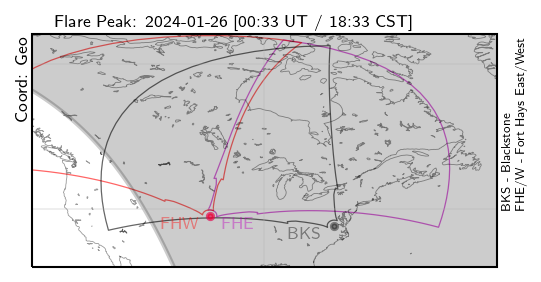 Flare Peak: 2024-01-26 [00:33 UT / 18:33 CST]
Coord: Geo
FHW
FHE
BKS
BKS - Blackstone
FHE/W - Fort Hays East/West